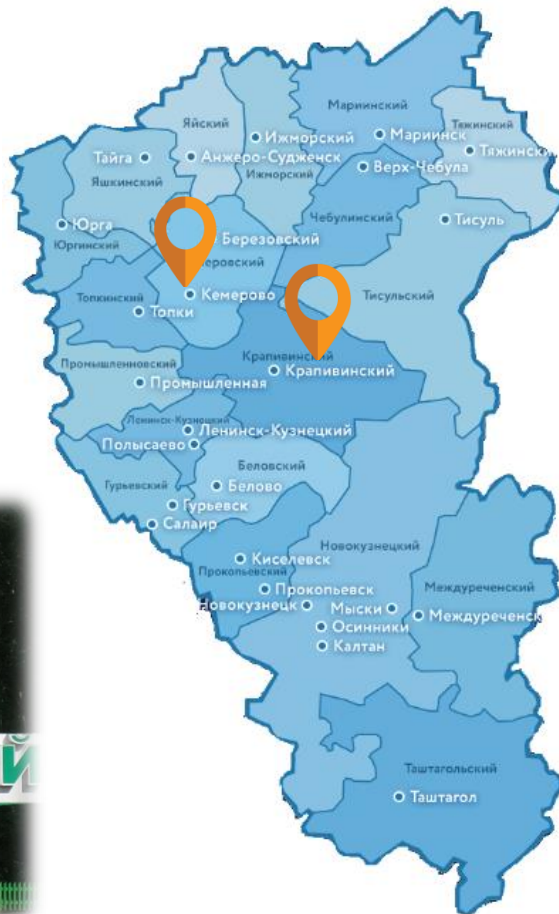 Мариинский
Яйский
Ижморский
Мариинск
Тяжинский
Тайга
Анжеро-Судженск
Ижморский
Верх-Чебула
Тяжински
Яшкинский
Чебулинский
Тисуль
Юрга
Юргинский
Березовский
еровский
Кемерово
Тисульский
Топкинский
Топки
Промышленновский
Крапивинский
Крапивинский
Промышленная
Ленинск-Кузнецкий
Ленинск-Кузнецкий
Полысаево
Беловский
Гурьевский
Белово
Гурьевск
Салаир
Новокузнецкий
Киселевск
Прокопьевский
Междуреченский
Прокопьевск
Новокузнецк
Мыски
Междуреченск
Осинники
Калтан
Й
Таштагольский
Таштагол